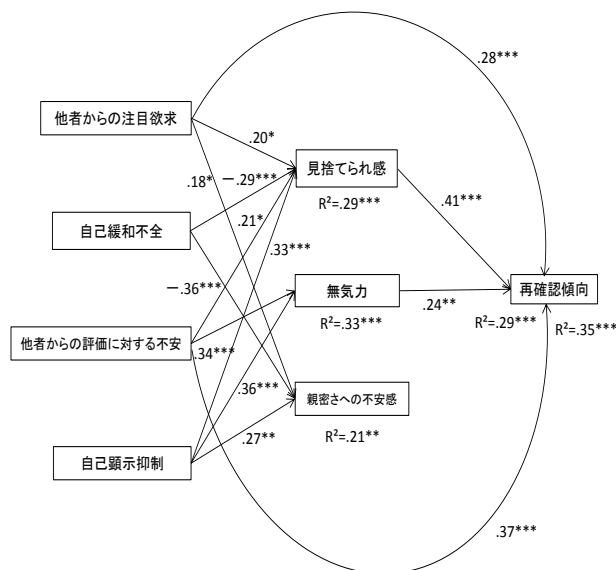 .28***
他者からの注目欲求
.20*
見捨てられ感
.18*
ー.29***
R²=.29***
.41***
自己緩和不全
.21*
.33***
再確認傾向
ー.36***
無気力
.24**
R²=.33***
R²=.29***
R²=.35***
他者からの評価に対する不安
.34***
.36***
親密さへの不安感
.27**
R²=.21**
自己顕示抑制
.37***